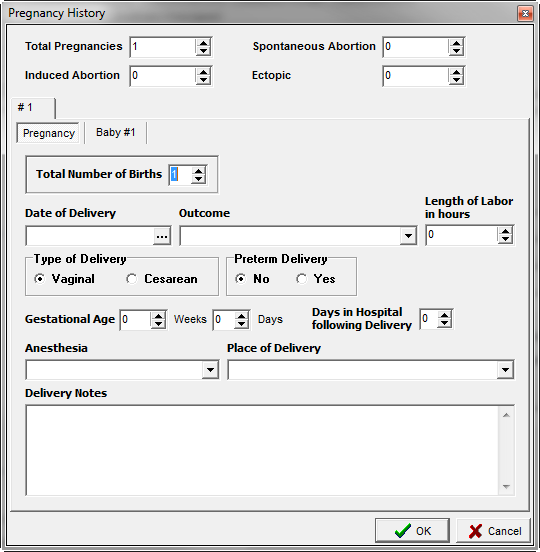 Pregnancy History
Total Pregnancies 1 Spontaneous Abortion 0
Induced Abortion 0 Ectopic 0
# 1
Pregnancy Baby #1
Total Number of Births 1
Date of Delivery Outcome Length of Labor
in hours
... 0
Type of Delivery Preterm Delivery
Vaginal Cesarean No Yes
Gestational Age 0 Weeks 0 Days Days in Hospital
following Delivery 0
Anesthesia Place of Delivery
Delivery Notes
OK Cancel